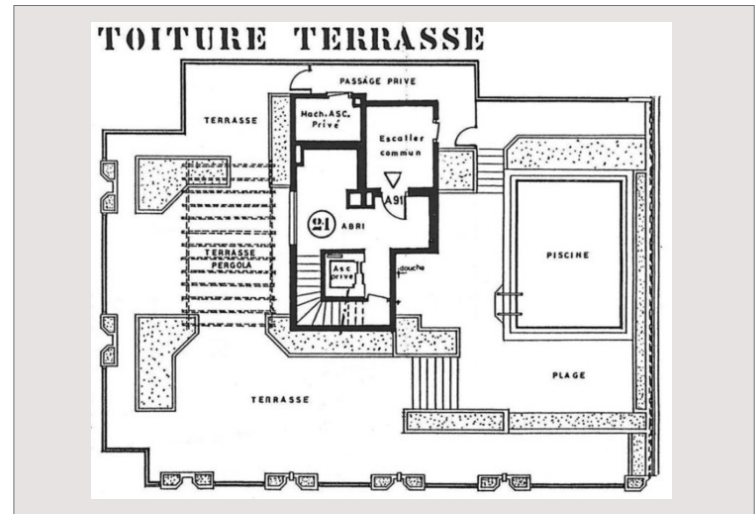 TOITURE TERRASSE
PASSAGE PRIVE
TERRASSE
Mach. ASC.
Privé
Escalier
commun
A91
21
ABRI
TERRASSE
PERGOLA
Asc
privé
douche
PISCINE
PLAGE
TERRASSE